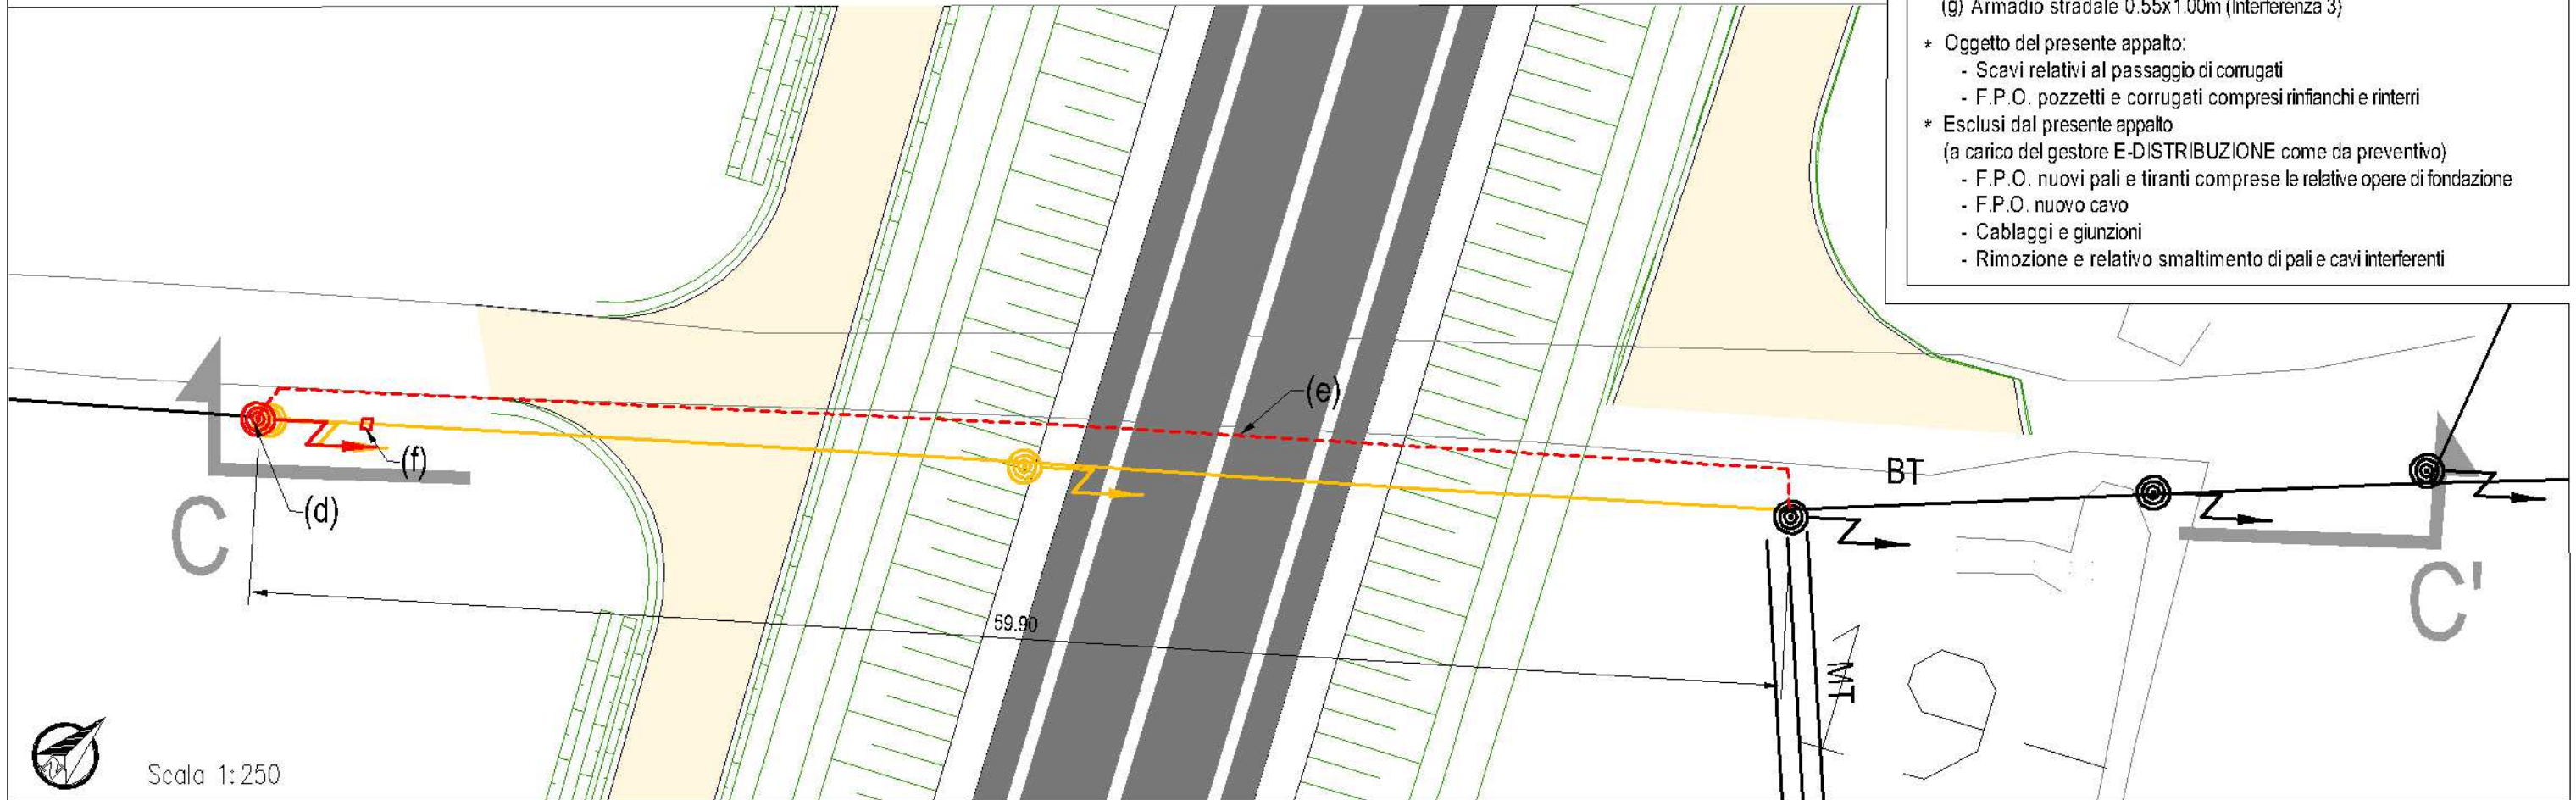 (g) Armadio stradale 0.55x1.00m (Interferenza 3)
* Oggetto del presente appalto:
- Scavi relativi al passaggio di corrugati
- F.P.O. pozzetti e corrugati compresi rinfianchi e rinterri
* Esclusi dal presente appalto
(a carico del gestore E-DISTRIBUZIONE come da preventivo)
- F.P.O. nuovi pali e tiranti comprese le relative opere di fondazione
- F.P.O. nuovo cavo
- Cablaggi e giunzioni
- Rimozione e relativo smaltimento di pali e cavi interferenti
(e)
(f)
BT
(d)
C
C'
59.90
MT
N
Scala 1:250